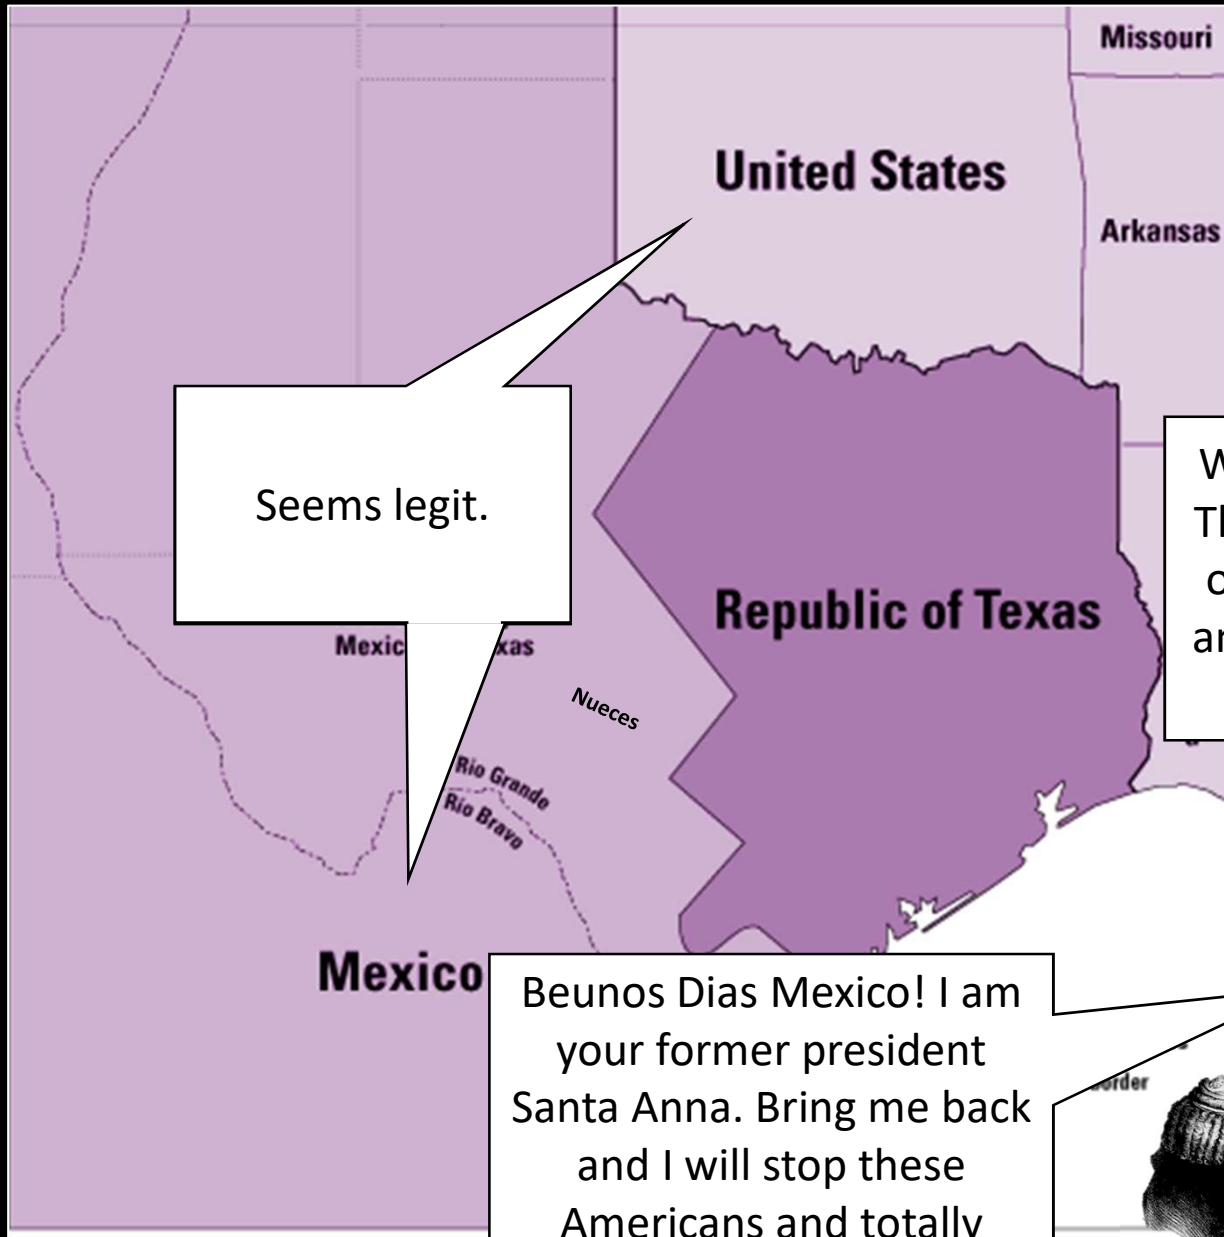 Missouri
United States
Arkansas
Seems legit.
Republic of Texas
Mexic
xas
Nueces
Rio Grande
Rio Bravo
Mexico
Beunos Dias Mexico! I am
your former president
Santa Anna. Bring me back
and I will stop these
Americans and totally
order